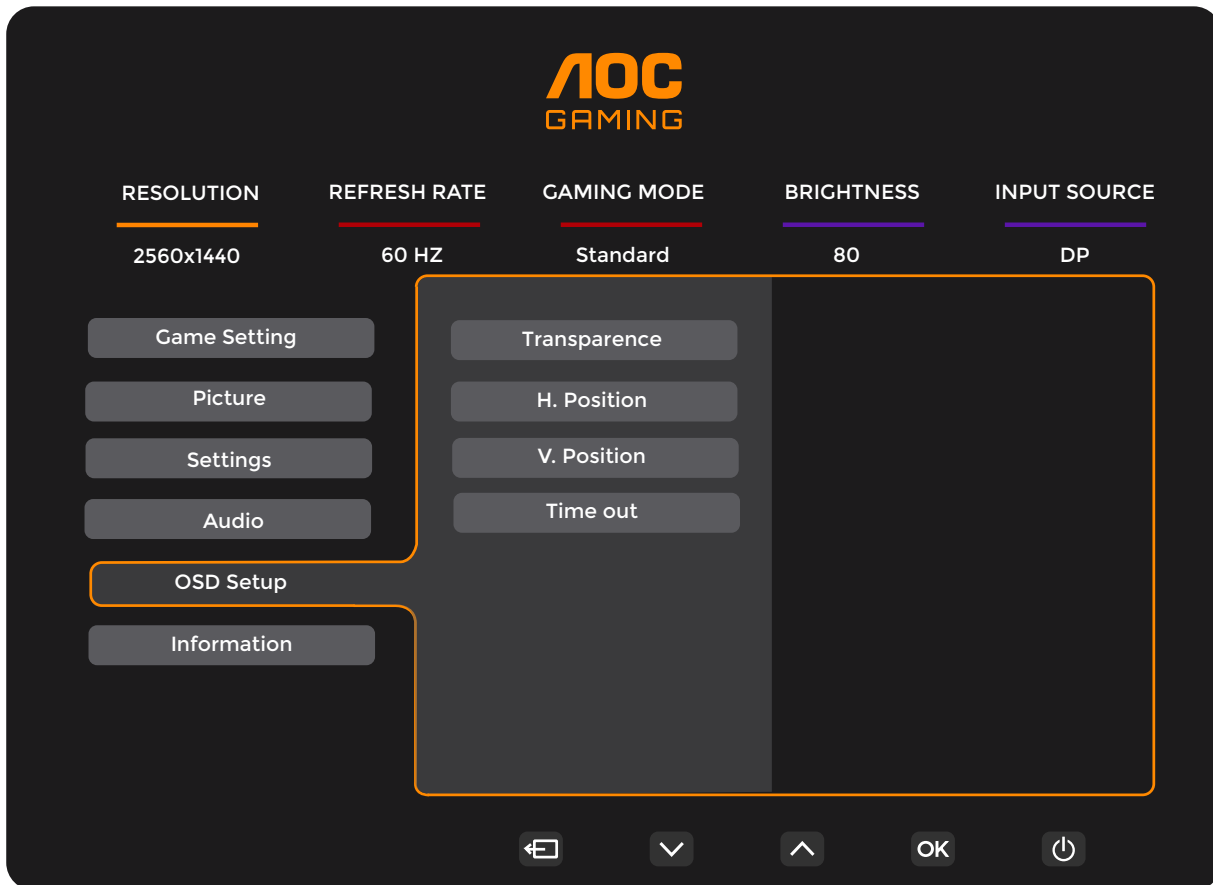 AOC
GAMING
RESOLUTION REFRESH RATE GAMING MODE BRIGHTNESS INPUT SOURCE
2560x1440 60 HZ Standard 80 DP
Game Setting Transparence
Picture H. Position
Settings V. Position
Audio Time out
OSD Setup
Information
OK